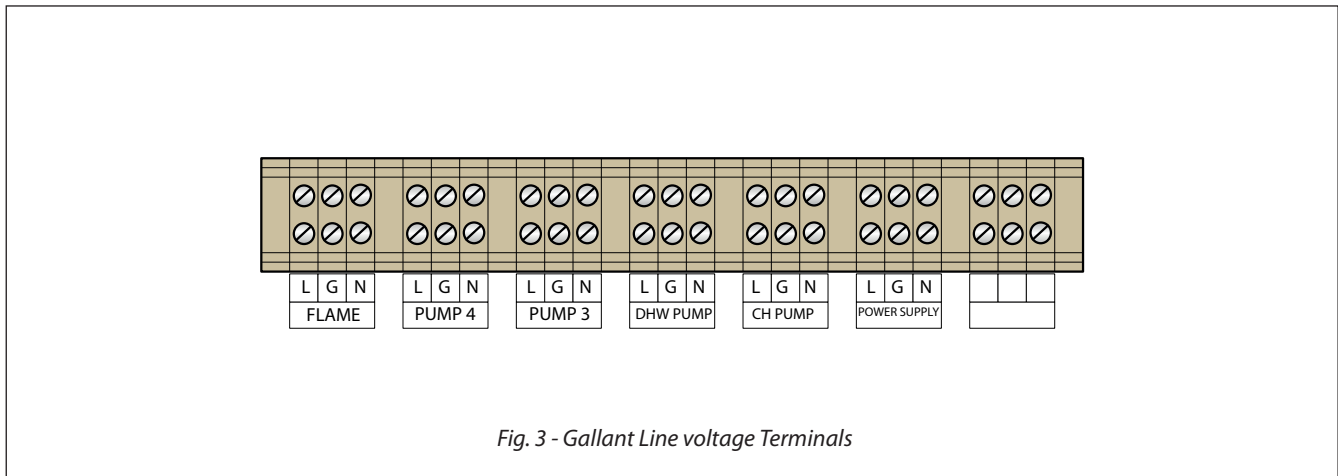 L G N L G N L G N L G N L G N L G N
FLAME PUMP 4 PUMP 3 DHW PUMP CH PUMP POWER SUPPLY
Fig. 3 - Gallant Line voltage Terminals